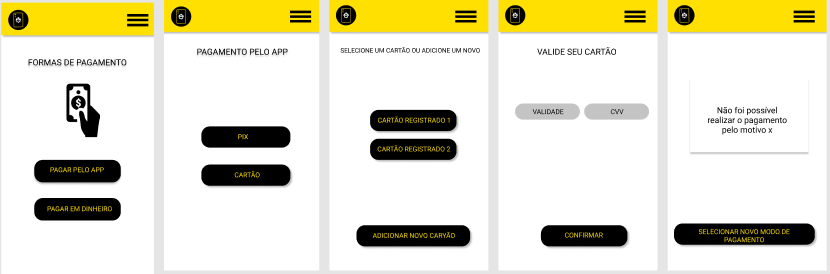 FORMAS DE PAGAMENTO
$
PAGAR PELO APP
PAGAR EM DINHEIRO
PAGAMENTO PELO APP
PIX
CARTÃO
SELECIONE UM CARTÃO OU ADICIONE UM NOVO
CARTÃO REGISTRADO 1
CARTÃO REGISTRADO 2
ADICIONAR NOVO CARYÃO
VALIDE SEU CARTÃO
VALIDADE
CVV
CONFIRMAR
Não foi possível
realizar o pagamento
pelo motivo x
SELECIONAR NOVO MODO DE
PAGAMENTO